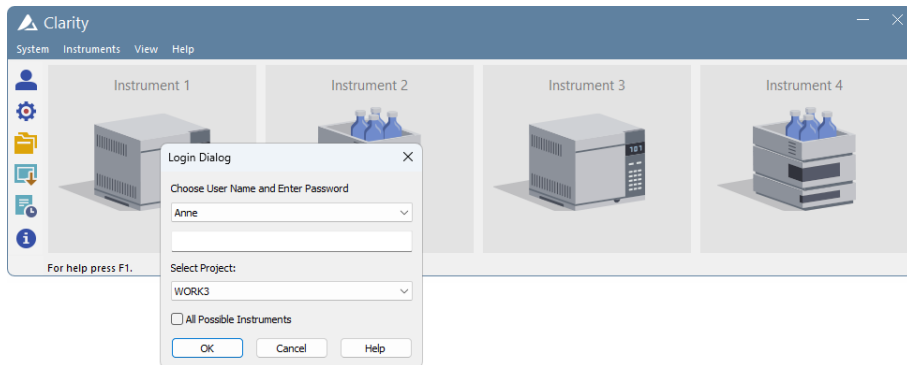 Clarity
System Instruments View Help
Instrument 1 Instrument 2 Instrument 3 Instrument 4
101
Login Dialog
Choose User Name and Enter Password
Anne
Select Project:
WORK3
All Possible Instruments
OK Cancel Help
For help press F1.